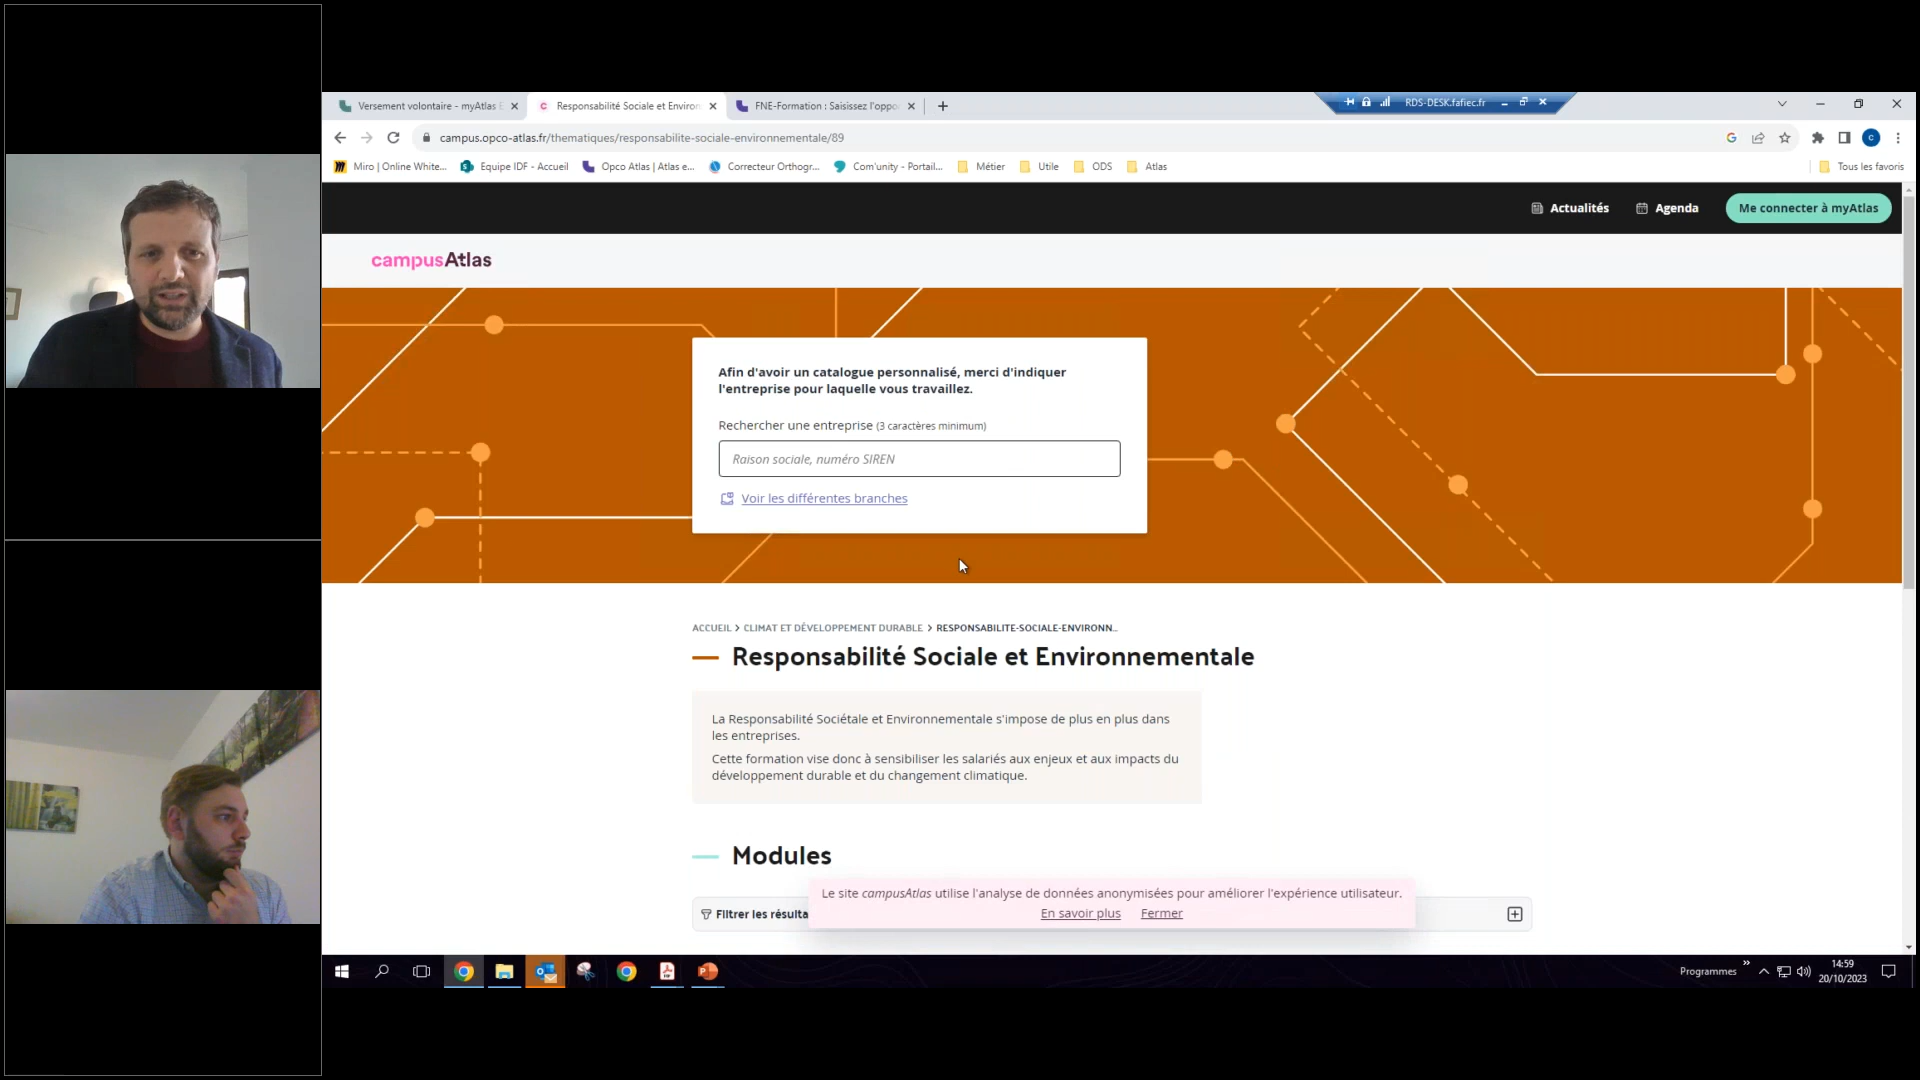 Versement volontaire - myAtlas E
Responsabilité Sociale et Environ
FNE-Formation : Saisissez l'oppo
RDS-DESK.fafiec.fr
campus.opco-atlas.fr/thematiques/responsabilite-sociale-environnementale/89
Miro | Online White...
Equipe IDF - Accueil
Opco Atlas | Atlas e...
Correcteur Orthogr...
Com'unity - Portail...
Métier
Utile
ODS
Atlas
Tous les favoris
Actualités
Agenda
Me connecter à myAtlas
campusAtlas
Afin d'avoir un catalogue personnalisé, merci d'indiquer
l'entreprise pour laquelle vous travaillez.
Rechercher une entreprise (3 caractères minimum)
Raison sociale, numéro SIREN
Voir les différentes branches
ACCUEIL > CLIMAT ET DÉVELOPPEMENT DURABLE > RESPONSABILITE-SOCIALE-ENVIRONN...
Responsabilité Sociale et Environnementale
La Responsabilité Sociétale et Environnementale s'impose de plus en plus dans
les entreprises.
Cette formation vise donc à sensibiliser les salariés aux enjeux et aux impacts du
développement durable et du changement climatique.
Modules
Filtrer les résulta
Le site campusAtlas utilise l'analyse de données anonymisées pour améliorer l'expérience utilisateur.
En savoir plus
Fermer
Programmes
14:59
20/10/2023